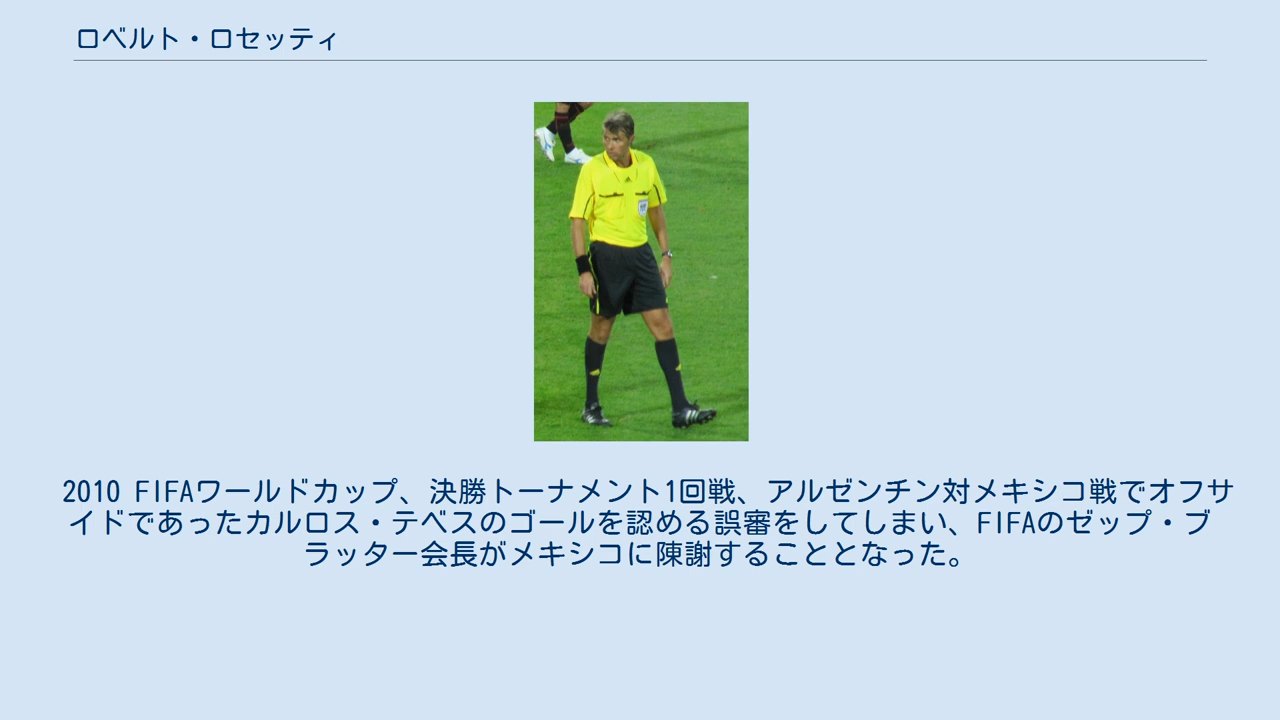 ロベルト・ロセッティ
2010 FIFAワールドカップ、決勝トーナメント1回戦、アルゼンチン対メキシコ戦でオフサ
イドであったカルロス・テベスのゴールを認める誤審をしてしまい、FIFAのゼップ・ブ
ラッター会長がメキシコに陳謝することとなった。